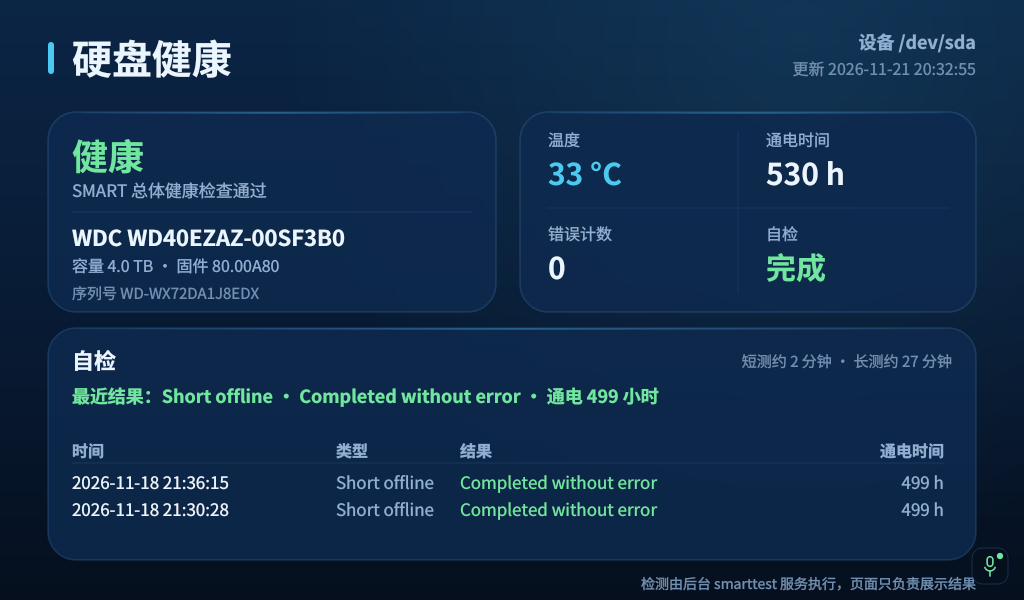 硬盘健康
设备 /dev/sda
更新 2026-11-21 20:32:55
健康
SMART 总体健康检查通过
WDC WD40EZAZ-00SF3B0
容量 4.0 TB · 固件 80.00A80
序列号 WD-WX72DA1J8EDX
温度
33 °C
通电时间
530 h
错误计数
0
自检
完成
自检
短测约 2 分钟 · 长测约 27 分钟
最近结果：Short offline · Completed without error · 通电 499 小时
时间 类型 结果 通电时间
2026-11-18 21:36:15 Short offline Completed without error 499 h
2026-11-18 21:30:28 Short offline Completed without error 499 h
检测由后台 smarttest 服务执行，页面只负责展示结果